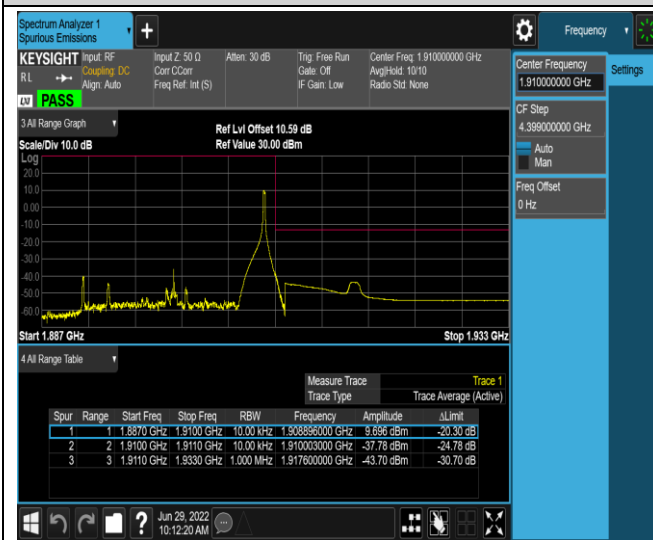 Spectrum Analyzer 1
Spurious Emissions
+
Frequency
KEYSIGHT Input: RF Input Z: 50 Ω Atten: 30 dB Trig: Free Run Center Freq: 1.910000000 GHz
R L Coupling: DC Corr CCorr Gate: Off Avg|Hold: 10/10
Align: Auto Freq Ref: Int (S) IF Gain: Low Radio Std: None
LXI PASS
Center Frequency
1.910000000 GHz
Settings
CF Step
4.399000000 GHz
Auto
Man
Freq Offset
0 Hz
3 All Range Graph
Ref Lvl Offset 10.59 dB
Scale/Div 10.0 dB Ref Value 30.00 dBm
Log
20.0
10.0
0.00
-10.0
-20.0
-30.0
-40.0
-50.0
-60.0
Start 1.887 GHz Stop 1.933 GHz
4 All Range Table
Measure Trace Trace 1
Trace Type Trace Average (Active)
Spur Range Start Freq Stop Freq RBW Frequency Amplitude ΔLimit
1 1 1.8870 GHz 1.9100 GHz 10.00 kHz 1.908896000 GHz 9.696 dBm -20.30 dB
2 2 1.9100 GHz 1.9110 GHz 10.00 kHz 1.910003000 GHz -37.78 dBm -24.78 dB
3 3 1.9110 GHz 1.9330 GHz 1.000 MHz 1.917600000 GHz -43.70 dBm -30.70 dB
? Jun 29, 2022
10:12:20 AM